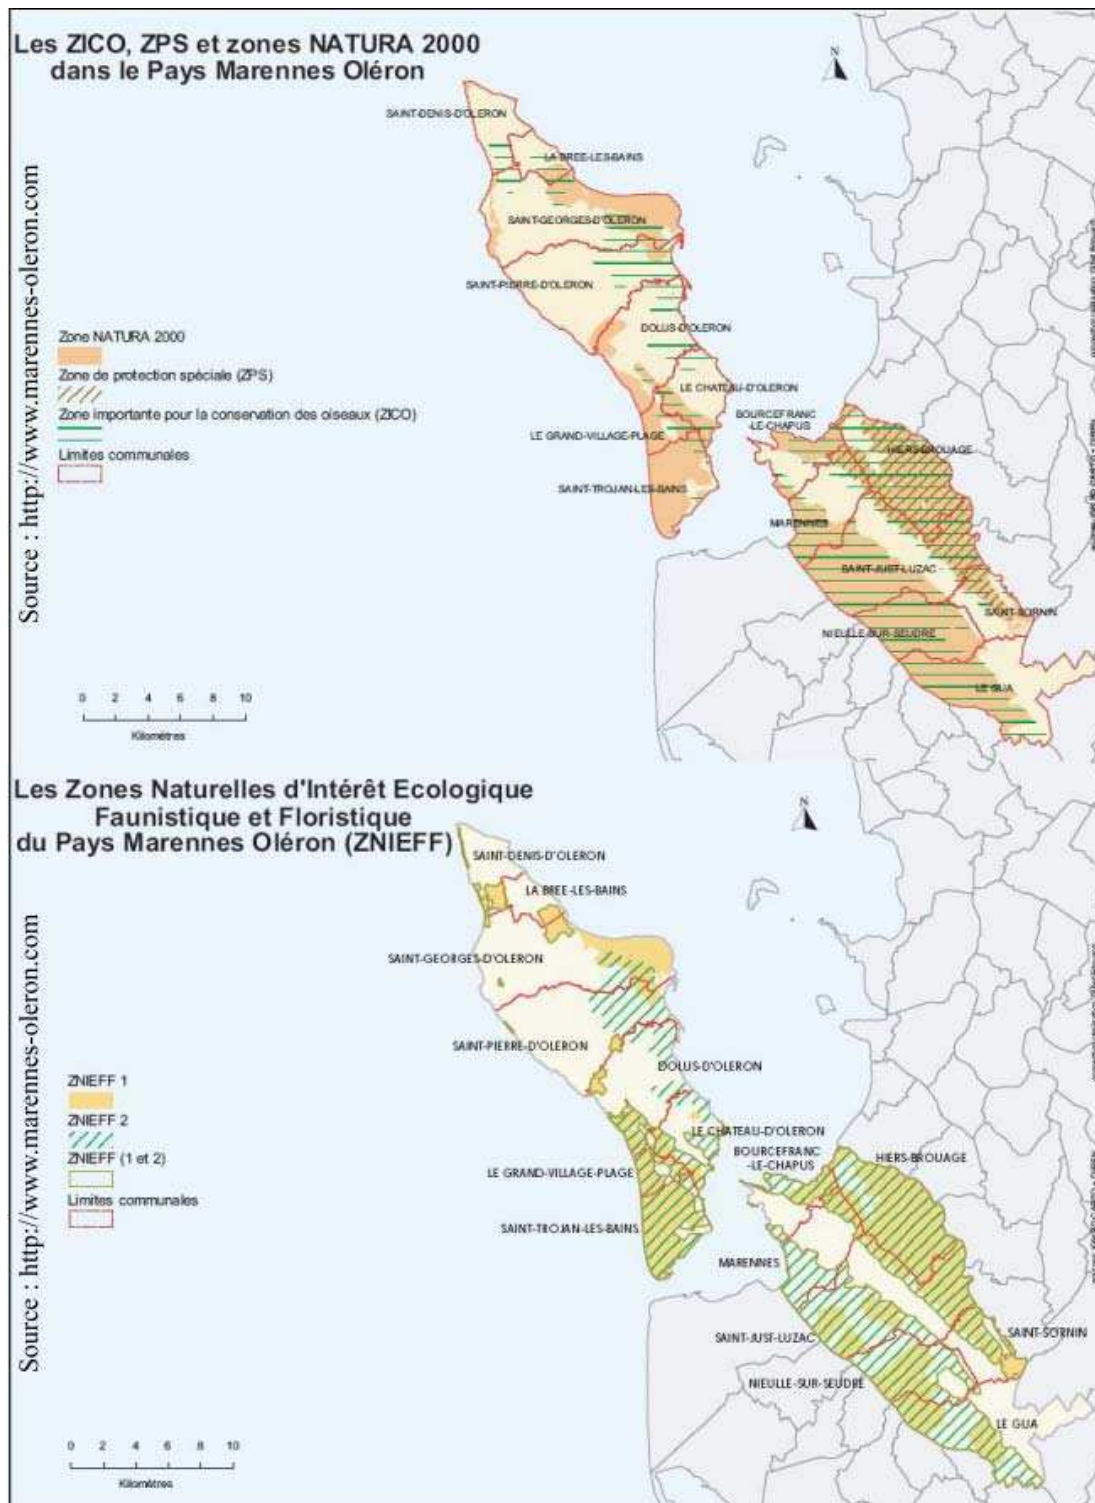 Les ZICO, ZPS et zones NATURA 2000
dans le Pays Marennes Oléron
N
SAINT-DENIS-D'OLERON
LA BREE-LES-BAINS
SAINT-GEORGES-D'OLERON
SAINT-PIERRE-D'OLERON
DOLUS-D'OLERON
LE CHATEAU-D'OLERON
BOURCEFRANC
-LE-CHAPUS
HIERS-BROUAGE
LE GRAND-VILLAGE-PLAGE
SAINT-TROJAN-LES-BAINS
MARENNES
SAINT-JUST-LUZAC
SAINT-SORNIN
NIEULLE-SUR-SEUDRE
LE GUA
Zone NATURA 2000
Zone de protection spéciale (ZPS)
Zone importante pour la conservation des oiseaux (ZICO)
Limites communales
Source : http://www.marennes-oleron.com
0 2 4 6 8 10
Kilomètres
Les Zones Naturelles d'Intérêt Ecologique
Faunistique et Floristique
du Pays Marennes Oléron (ZNIEFF)
N
SAINT-DENIS-D'OLERON
LA BREE-LES-BAINS
SAINT-GEORGES-D'OLERON
SAINT-PIERRE-D'OLERON
DOLUS-D'OLERON
LE CHATEAU-D'OLERON
BOURCEFRANC
-LE-CHAPUS
HIERS-BROUAGE
LE GRAND-VILLAGE-PLAGE
SAINT-TROJAN-LES-BAINS
MARENNES
SAINT-JUST-LUZAC
SAINT-SORNIN
NIEULLE-SUR-SEUDRE
LE GUA
ZNIEFF 1
ZNIEFF 2
ZNIEFF (1 et 2)
Limites communales
Source : http://www.marennes-oleron.com
0 2 4 6 8 10
Kilomètres